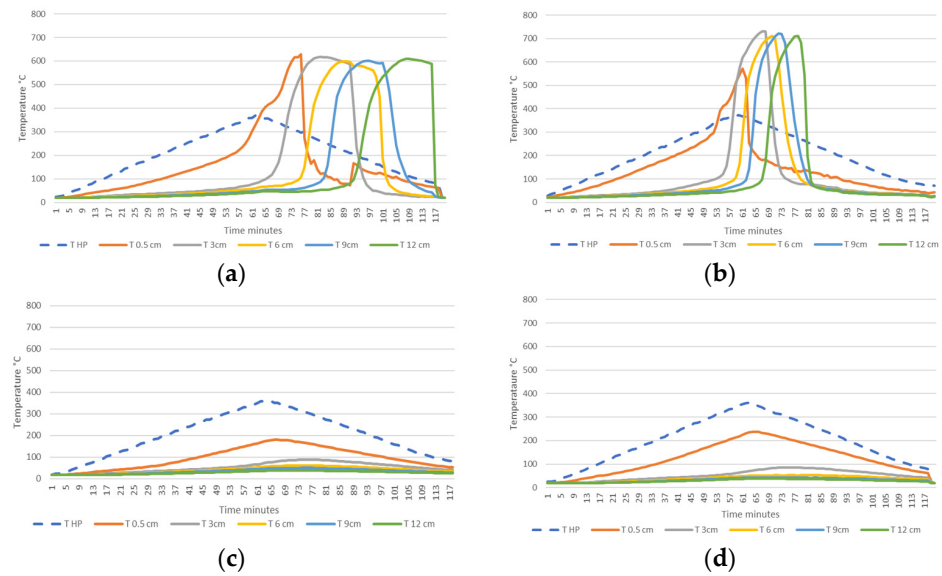 Temperature °C
800
700
600
500
400
300
200
100
0
1 5 9 13 17 21 25 29 33 37 41 45 49 53 57 61 65 69 73 77 81 85 89 93 97 101 105 109 113 117
Time minutes
T HP T 0.5 cm T 3cm T 6 cm T 9cm T 12 cm
(a)
Temperature °C
800
700
600
500
400
300
200
100
0
1 5 9 13 17 21 25 29 33 37 41 45 49 53 57 61 65 69 73 77 81 85 89 93 97 101 105 109 113 117
Time minutes
T HP T 0.5 cm T 3cm T 6 cm T 9cm T 12 cm
(b)
Temperature °C
800
700
600
500
400
300
200
100
0
1 5 9 13 17 21 25 29 33 37 41 45 49 53 57 61 65 69 73 77 81 85 89 93 97 101 105 109 113 117
Time minutes
T HP T 0.5 cm T 3cm T 6 cm T 9cm T 12 cm
(c)
Temperataure °C
800
700
600
500
400
300
200
100
0
1 5 9 13 17 21 25 29 33 37 41 45 49 53 57 61 65 69 73 77 81 85 89 93 97 101 105 109 113 117
Time minutes
T HP T 0.5 cm T 3cm T 6 cm T 9cm T 12 cm
(d)